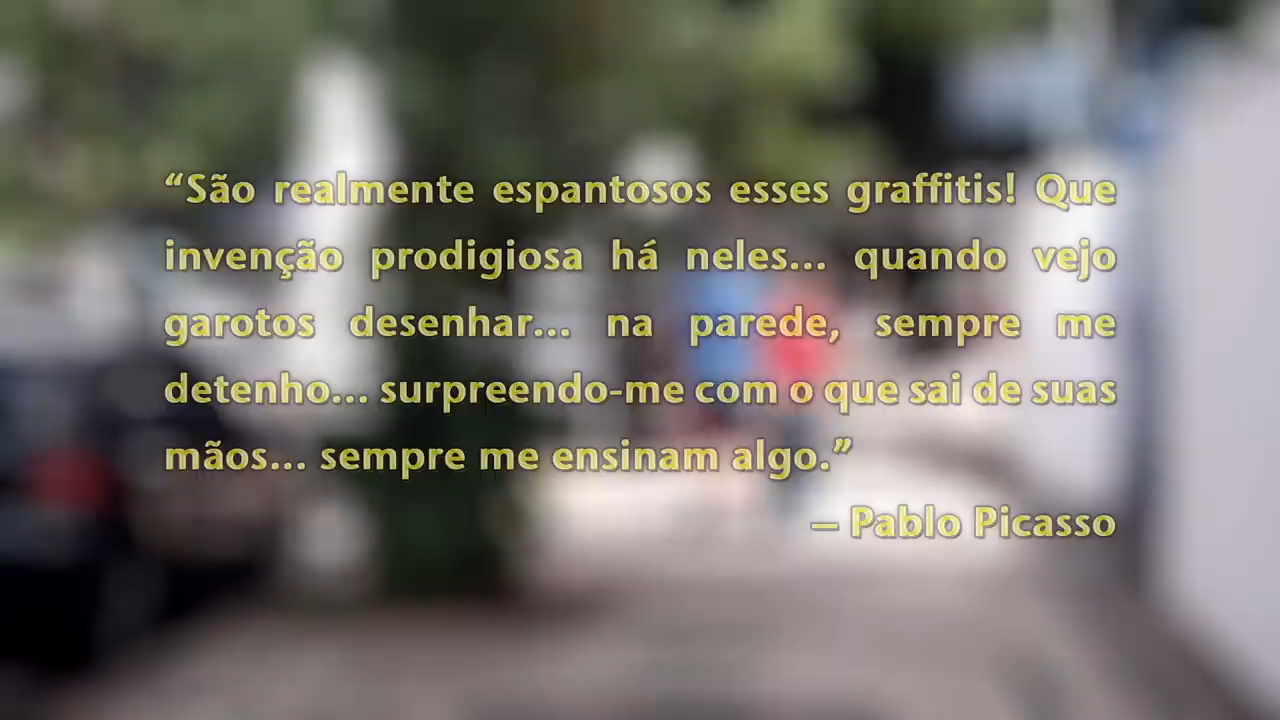 “São realmente espantosos esses graffitis! Que
invenção prodigiosa há neles... quando vejo
garotos desenhar... na parede, sempre me
detenho... surpreendo-me com o que sai de suas
mãos... sempre me ensinam algo.”
– Pablo Picasso